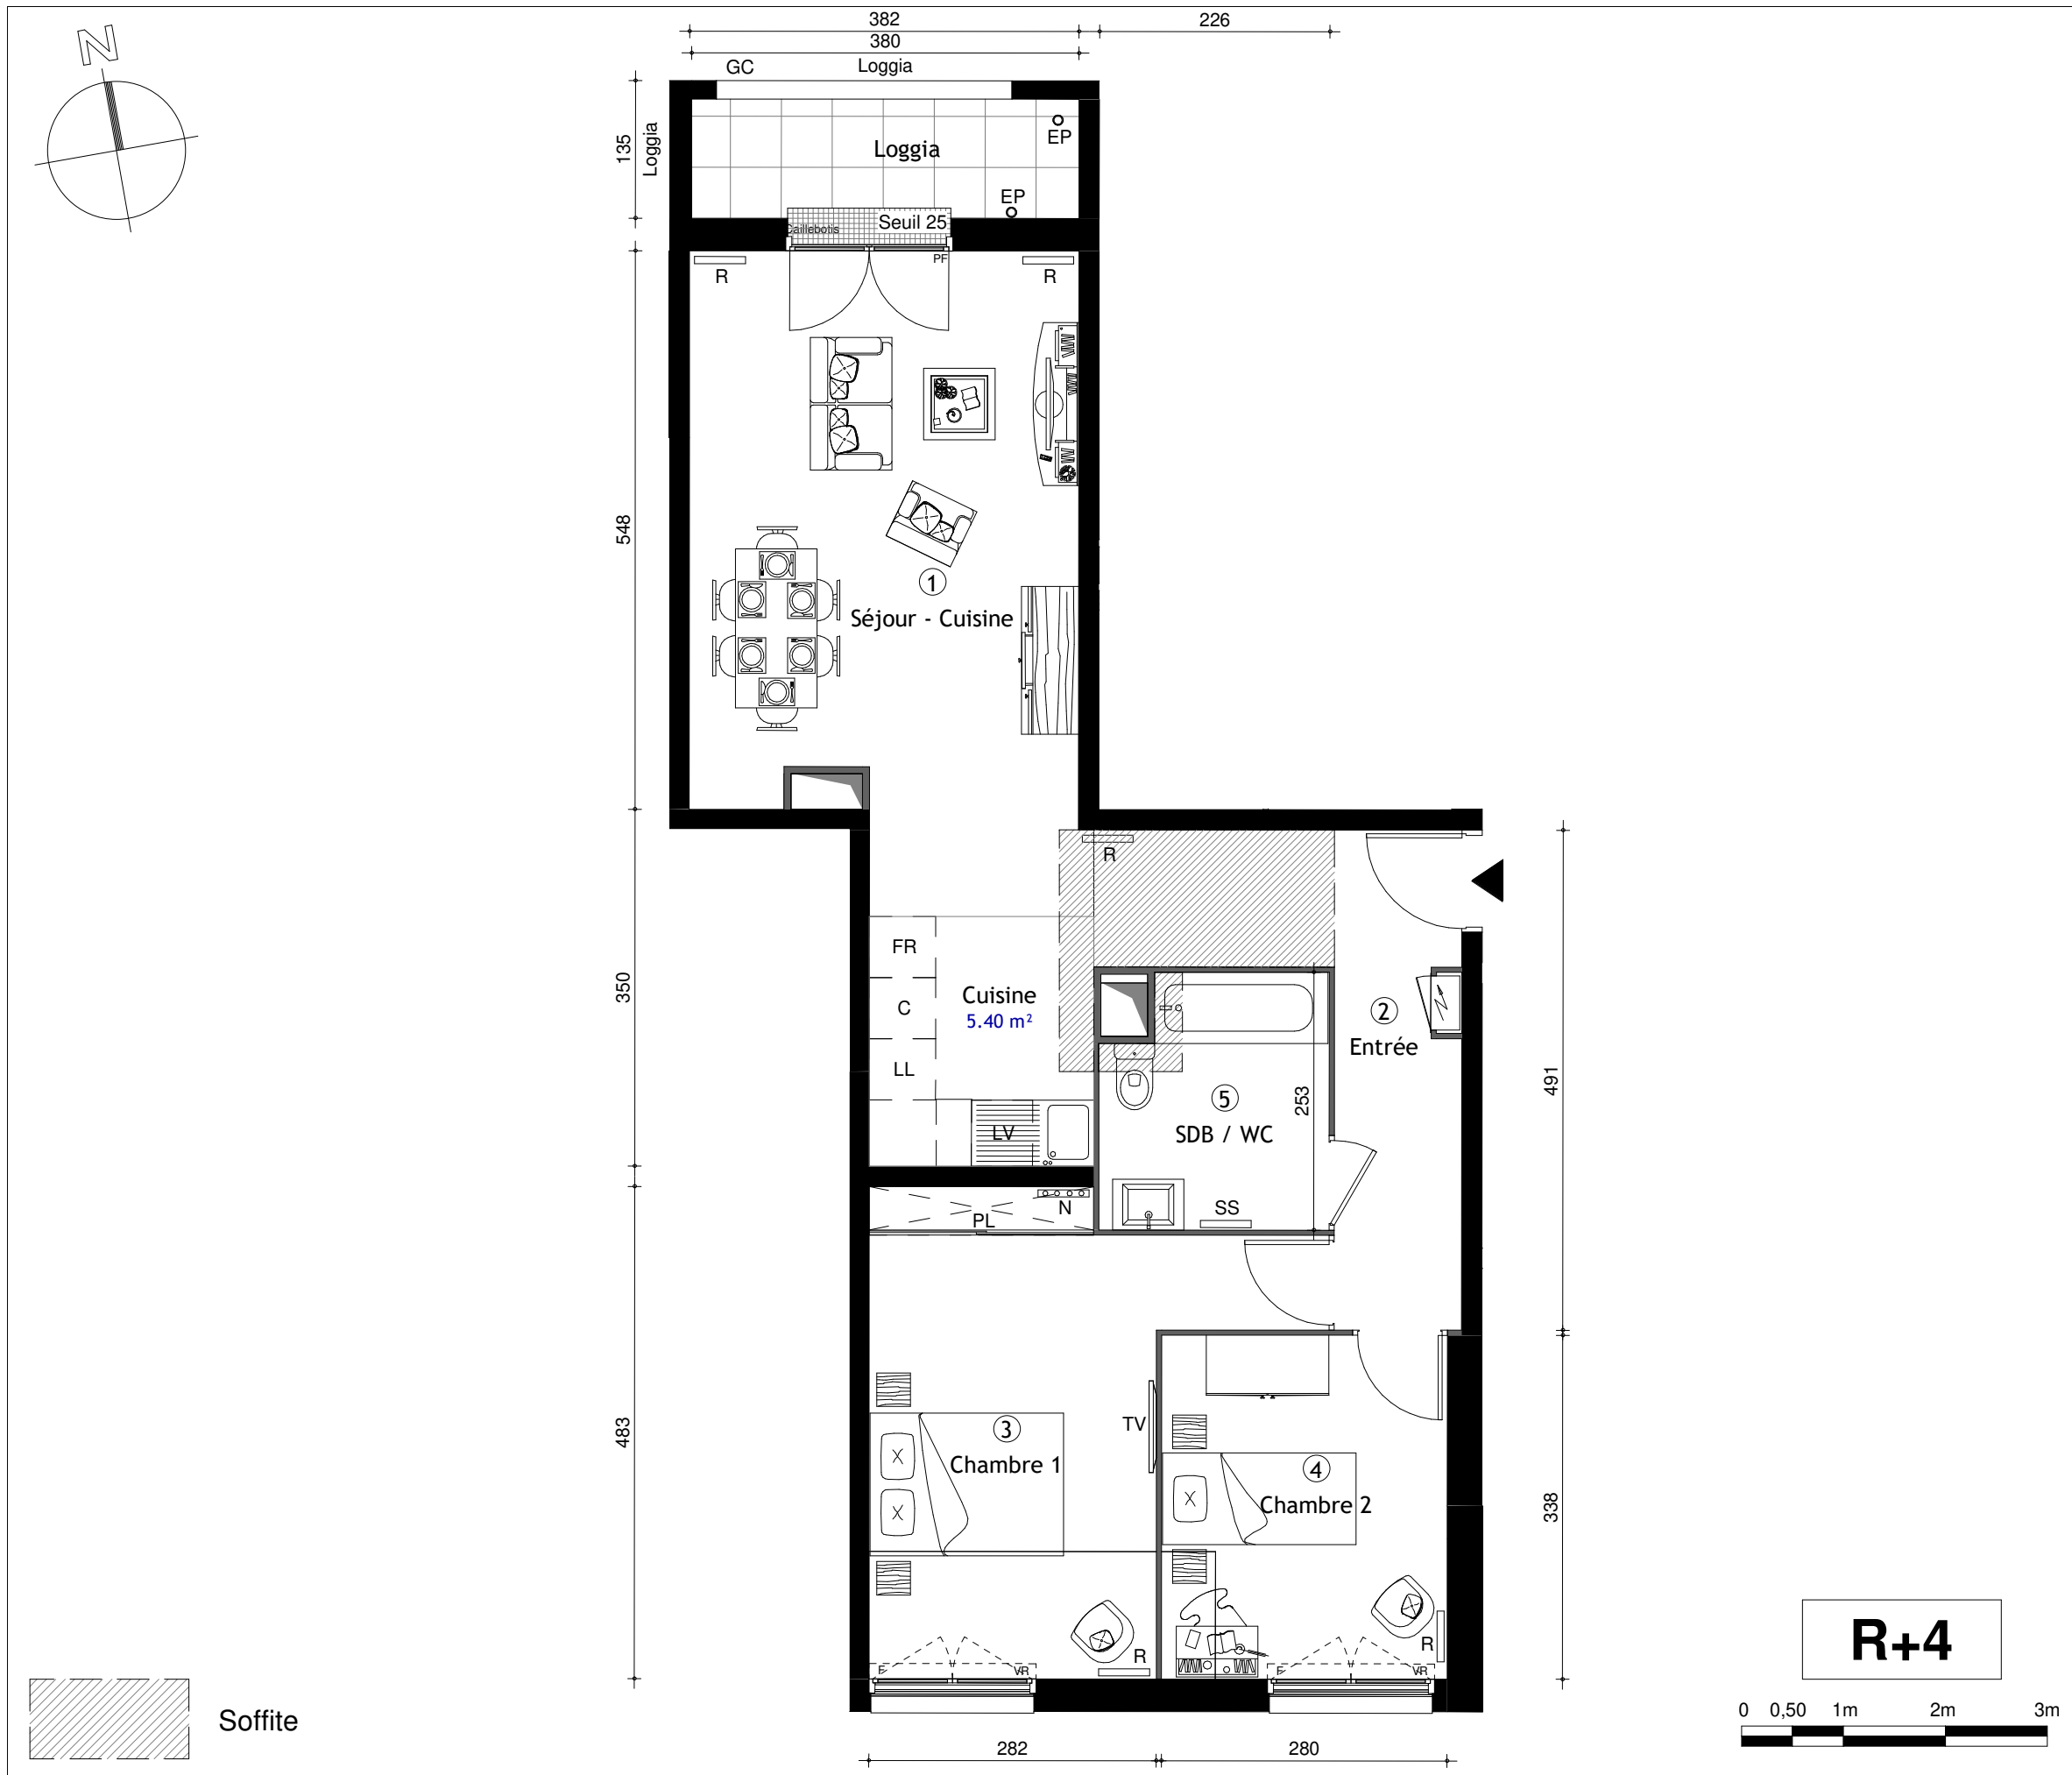 N
382
226
380
GC
Loggia
135
Loggia
EP
Loggia
EP
Seuil 25
Caillebotis
PF
R
R
548
1
Séjour - Cuisine
R
FR
350
C
Cuisine
5.40 m²
2
Entrée
LL
491
5
253
SDB / WC
LV
PL
N
SS
483
TV
3
Chambre 1
4
Chambre 2
338
R
R
F
VR
F
VR
R+4
Soffite
0 0,50 1m 2m 3m
282
280